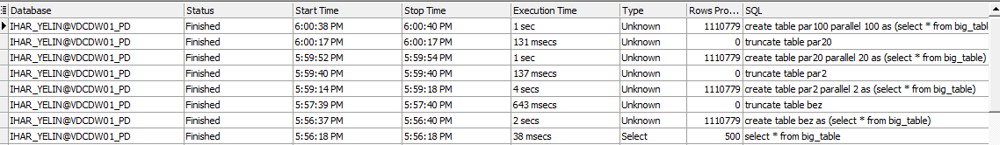 Database Status Start Time Stop Time Execution Time Type Rows Pro... SQL
IHAR_YELIN@VDCDW01_PD Finished 6:00:38 PM 6:00:40 PM 1 sec Unknown 1110779 create table par100 parallel 100 as (select * from big_table)
IHAR_YELIN@VDCDW01_PD Finished 6:00:17 PM 6:00:17 PM 131 msecs Unknown 0 truncate table par20
IHAR_YELIN@VDCDW01_PD Finished 5:59:52 PM 5:59:54 PM 1 sec Unknown 1110779 create table par20 parallel 20 as (select * from big_table)
IHAR_YELIN@VDCDW01_PD Finished 5:59:40 PM 5:59:40 PM 137 msecs Unknown 0 truncate table par2
IHAR_YELIN@VDCDW01_PD Finished 5:59:14 PM 5:59:18 PM 4 secs Unknown 1110779 create table par2 parallel 2 as (select * from big_table)
IHAR_YELIN@VDCDW01_PD Finished 5:57:39 PM 5:57:40 PM 643 msecs Unknown 0 truncate table bez
IHAR_YELIN@VDCDW01_PD Finished 5:56:37 PM 5:56:40 PM 2 secs Unknown 1110779 create table bez as (select * from big_table)
IHAR_YELIN@VDCDW01_PD Finished 5:56:18 PM 5:56:18 PM 38 msecs Select 500 select * from big_table